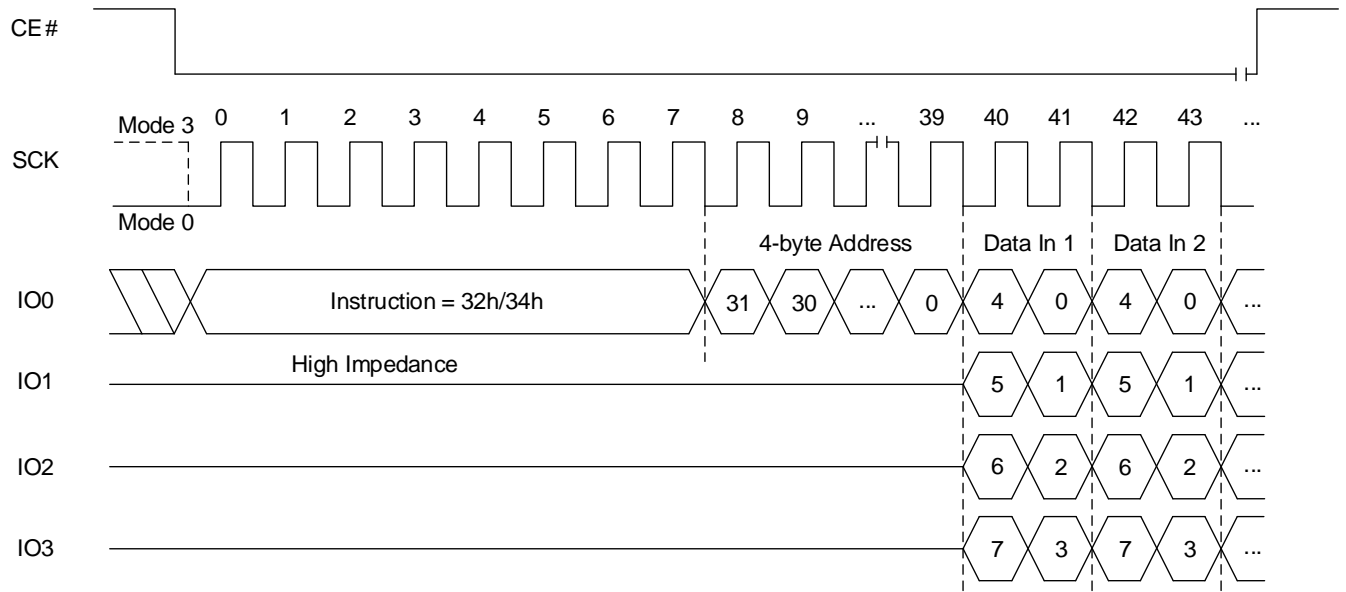 CE#
Mode 3 0 1 2 3 4 5 6 7 8 9 ... 39 40 41 42 43 ...
SCK
Mode 0
4-byte Address Data In 1 Data In 2
IO0 Instruction = 32h/34h 31 30 ... 0 4 0 4 0 ...
High Impedance
IO1 5 1 5 1 ...
IO2 6 2 6 2 ...
IO3 7 3 7 3 ...